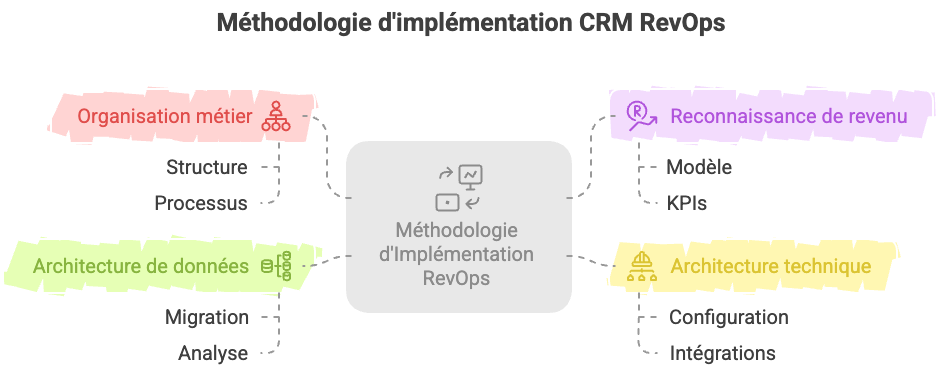 Méthodologie d'implémentation CRM RevOps
Organisation métier
Structure
Processus
Architecture de données
Migration
Analyse
Méthodologie
d'Implémentation
RevOps
R
Reconnaissance de revenu
Modèle
KPIs
Architecture technique
Configuration
Intégrations